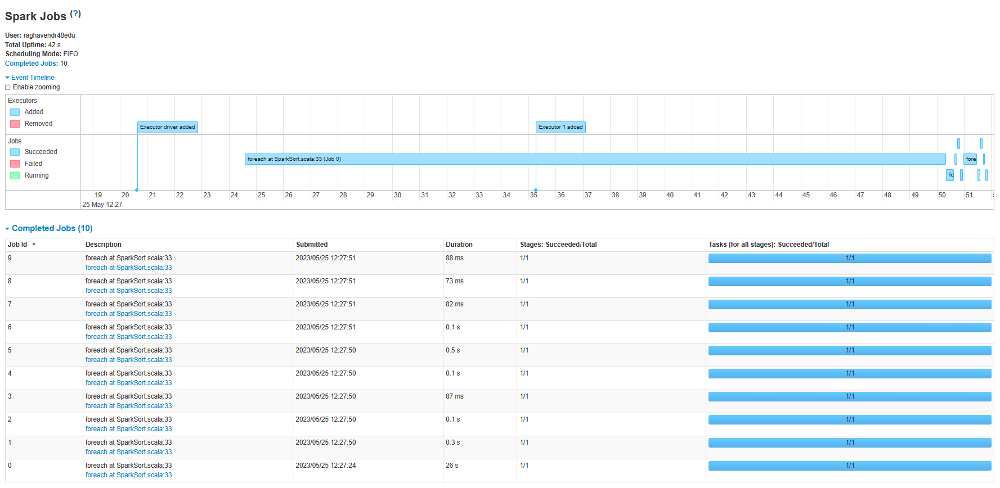 Spark Jobs (?)
User: raghavendr48edu
Total Uptime: 42 s
Scheduling Mode: FIFO
Completed Jobs: 10
Event Timeline
Enable zooming
Executors
Added
Removed
Executor driver added
Executor 1 added
Jobs
Succeeded
Failed
Running
foreach at SparkSort.scala:33 (Job 0)
fore
fo
19 20 21 22 23 24 25 26 27 28 29 30 31 32 33 34 35 36 37 38 39 40 41 42 43 44 45 46 47 48 49 50 51
25 May 12:27
Completed Jobs (10)
Job Id Description Submitted Duration Stages: Succeeded/Total Tasks (for all stages): Succeeded/Total
9 foreach at SparkSort.scala:33 2023/05/25 12:27:51 88 ms 1/1 1/1
foreach at SparkSort.scala:33
8 foreach at SparkSort.scala:33 2023/05/25 12:27:51 73 ms 1/1 1/1
foreach at SparkSort.scala:33
7 foreach at SparkSort.scala:33 2023/05/25 12:27:51 82 ms 1/1 1/1
foreach at SparkSort.scala:33
6 foreach at SparkSort.scala:33 2023/05/25 12:27:51 0.1 s 1/1 1/1
foreach at SparkSort.scala:33
5 foreach at SparkSort.scala:33 2023/05/25 12:27:50 0.5 s 1/1 1/1
foreach at SparkSort.scala:33
4 foreach at SparkSort.scala:33 2023/05/25 12:27:50 0.1 s 1/1 1/1
foreach at SparkSort.scala:33
3 foreach at SparkSort.scala:33 2023/05/25 12:27:50 87 ms 1/1 1/1
foreach at SparkSort.scala:33
2 foreach at SparkSort.scala:33 2023/05/25 12:27:50 0.1 s 1/1 1/1
foreach at SparkSort.scala:33
1 foreach at SparkSort.scala:33 2023/05/25 12:27:50 0.3 s 1/1 1/1
foreach at SparkSort.scala:33
0 foreach at SparkSort.scala:33 2023/05/25 12:27:24 26 s 1/1 1/1
foreach at SparkSort.scala:33